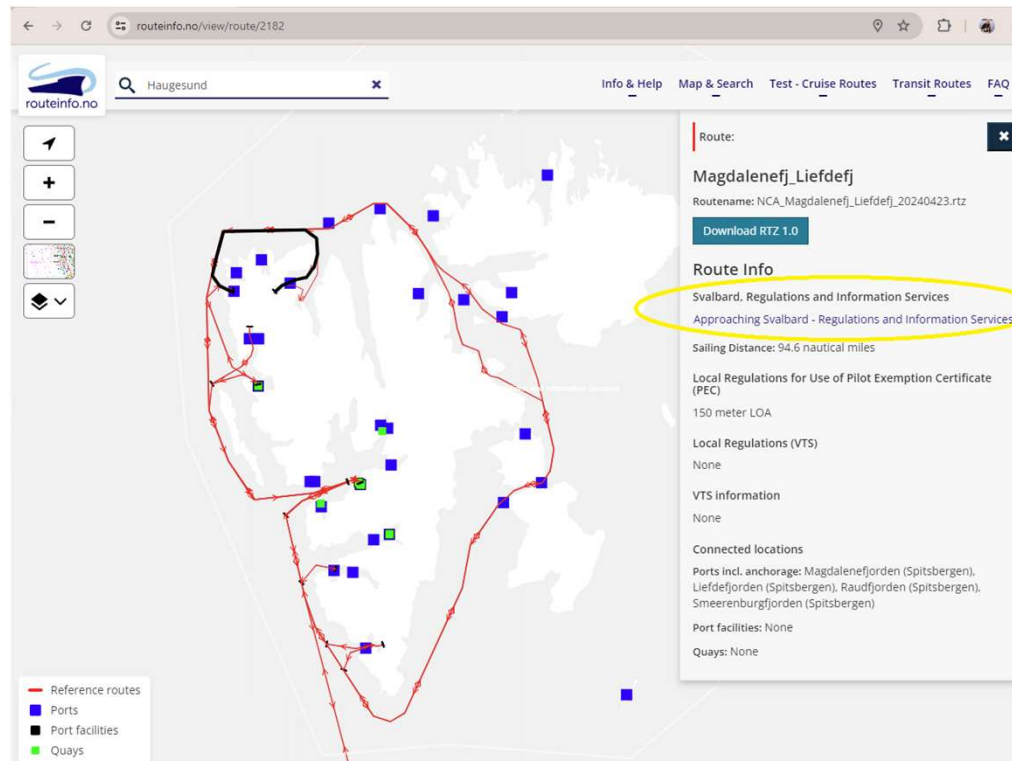 routeinfo.no/view/route/2182
routeinfo.no
Haugesund
Info & Help
Map & Search
Test - Cruise Routes
Transit Routes
FAQ
Route:
Magdalenefj_Liefdefj
Routename: NCA_Magdalenefj_Liefdefj_20240423.rtz
Download RTZ 1.0
Route Info
Svalbard, Regulations and Information Services
Approaching Svalbard - Regulations and Information Services
Sailing Distance: 94.6 nautical miles
Local Regulations for Use of Pilot Exemption Certificate
(PEC)
150 meter LOA
Local Regulations (VTS)
None
VTS information
None
Connected locations
Ports incl. anchorage: Magdalenefjorden (Spitsbergen),
Liefdefjorden (Spitsbergen), Raudfjorden (Spitsbergen),
Smeerenburgfjorden (Spitsbergen)
Port facilities: None
Quays: None
Reference routes
Ports
Port facilities
Quays